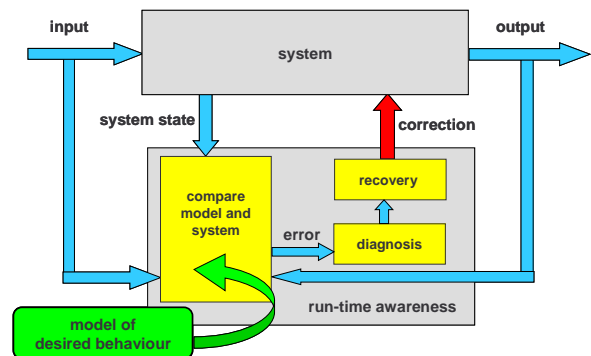 input
output
system
system state
correction
compare
model and
system
recovery
error
diagnosis
run-time awareness
model of
desired behaviour